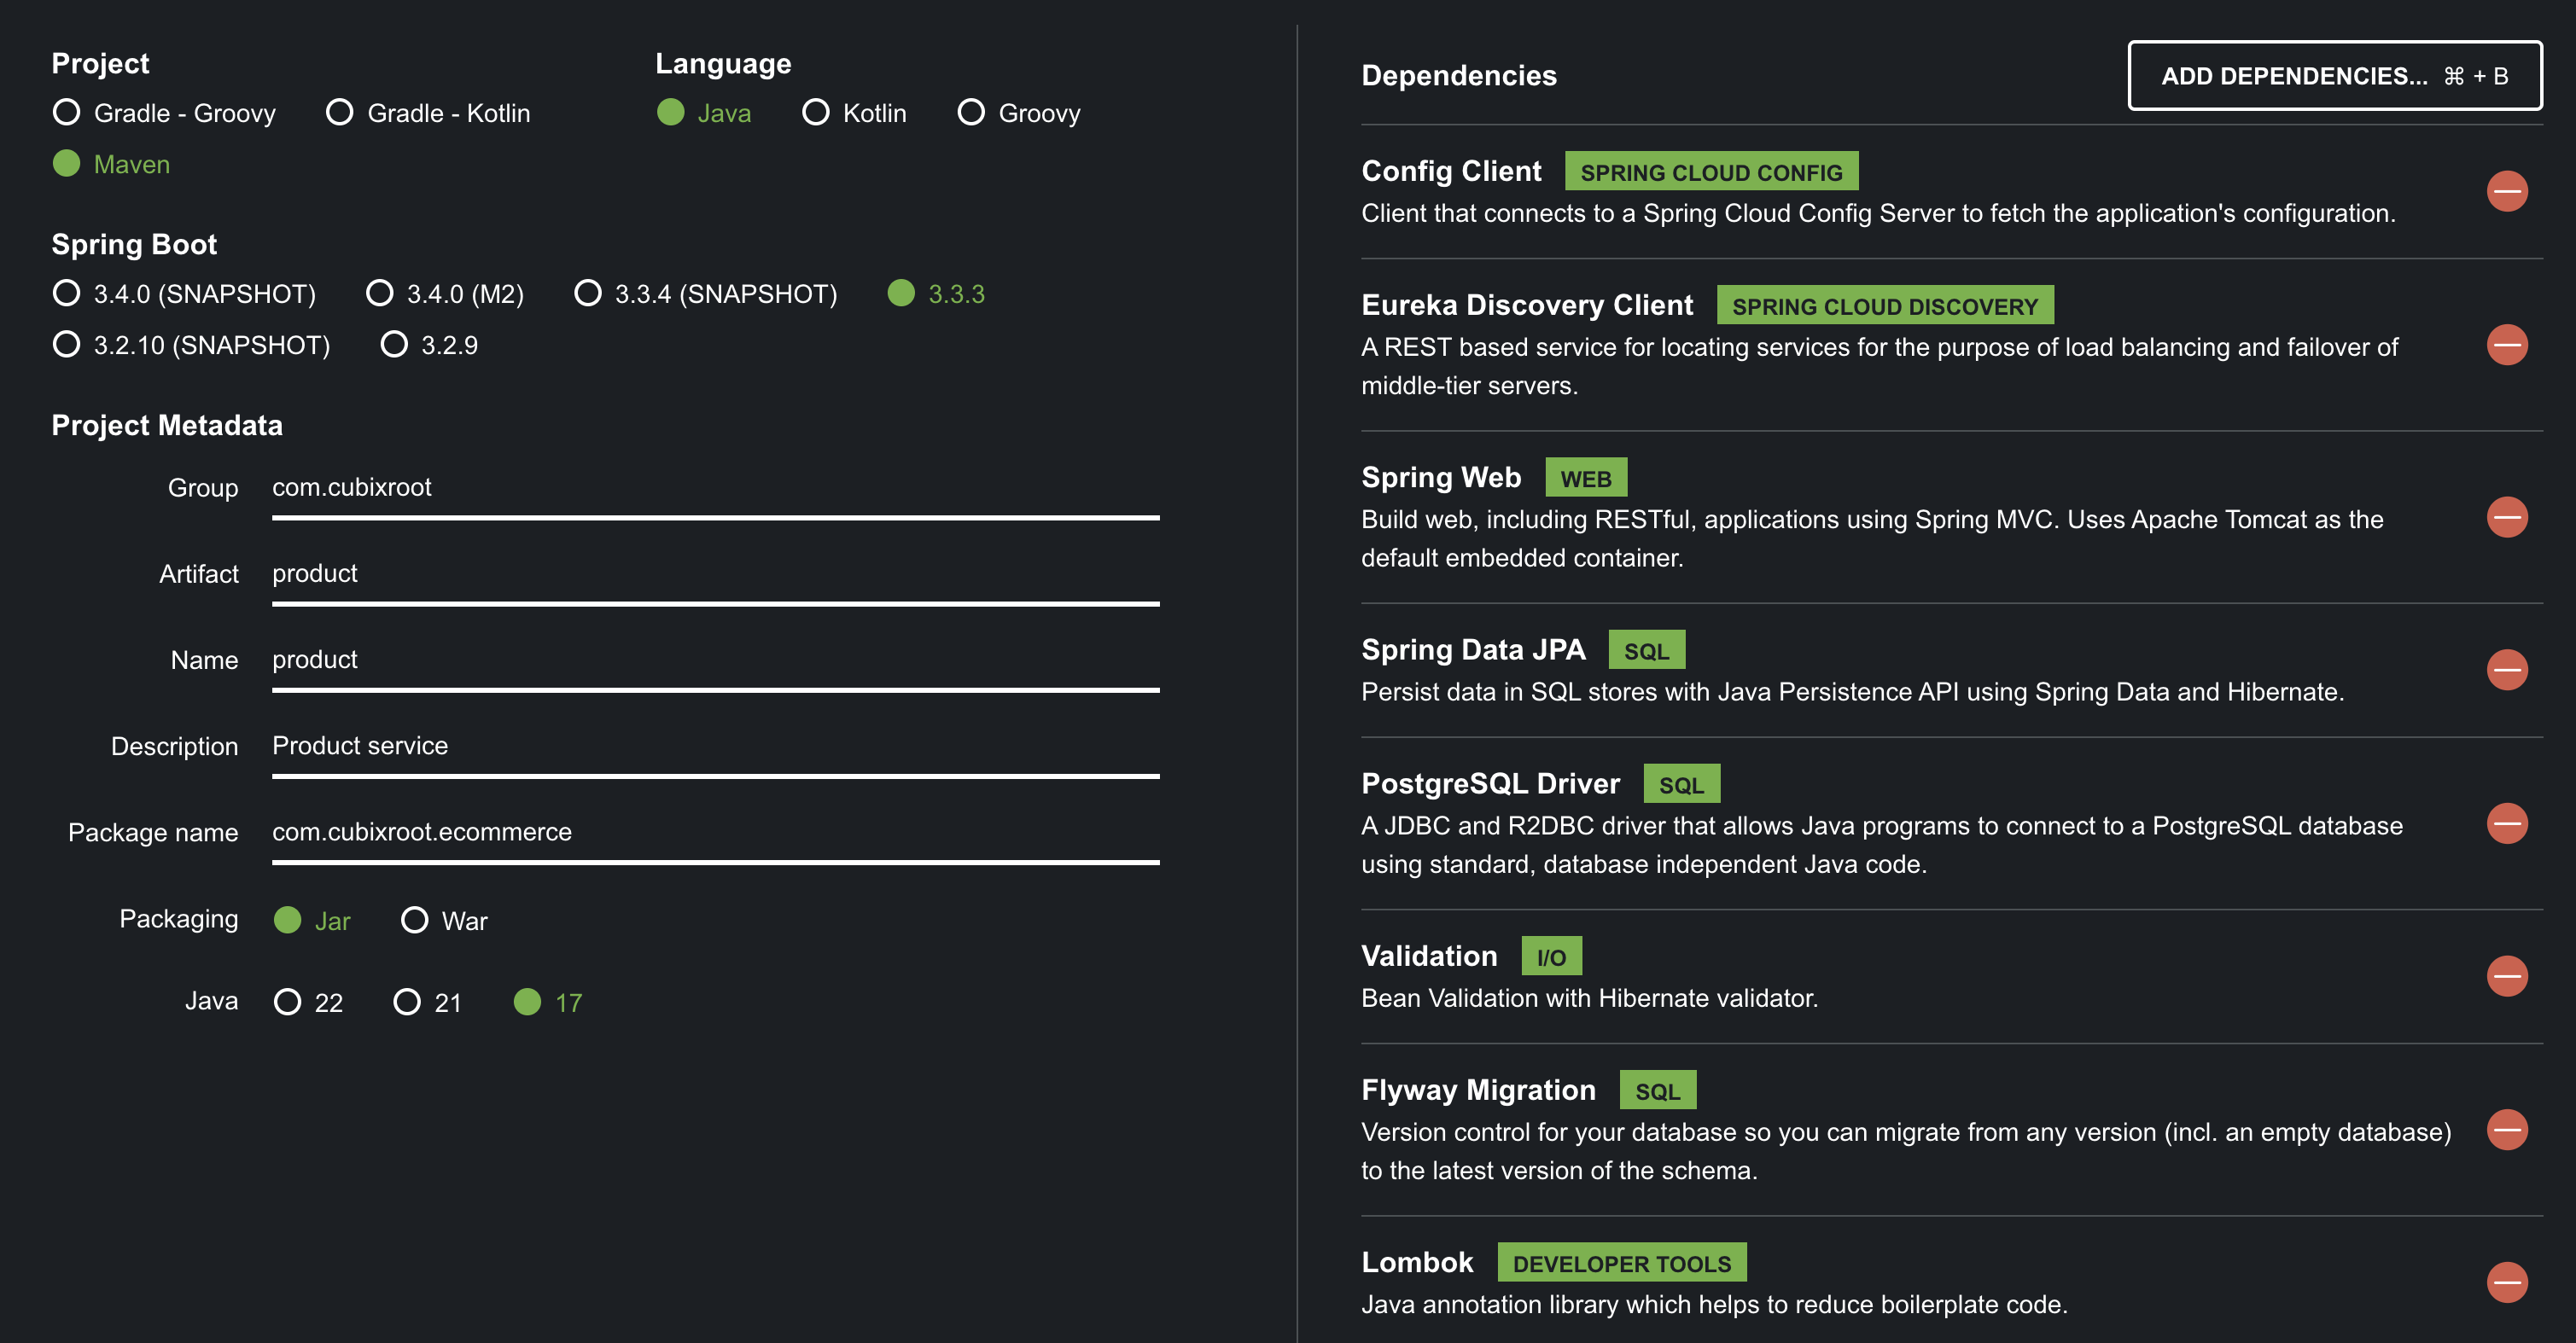 Project
Gradle - Groovy Gradle - Kotlin
Maven
Language
Java Kotlin Groovy
Spring Boot
3.4.0 (SNAPSHOT) 3.4.0 (M2) 3.3.4 (SNAPSHOT) 3.3.3
3.2.10 (SNAPSHOT) 3.2.9
Project Metadata
Group com.cubixroot
Artifact product
Name product
Description Product service
Package name com.cubixroot.ecommerce
Packaging Jar War
Java 22 21 17
Dependencies ADD DEPENDENCIES... ⌘ + B
Config Client SPRING CLOUD CONFIG
Client that connects to a Spring Cloud Config Server to fetch the application's configuration.
Eureka Discovery Client SPRING CLOUD DISCOVERY
A REST based service for locating services for the purpose of load balancing and failover of
middle-tier servers.
Spring Web WEB
Build web, including RESTful, applications using Spring MVC. Uses Apache Tomcat as the
default embedded container.
Spring Data JPA SQL
Persist data in SQL stores with Java Persistence API using Spring Data and Hibernate.
PostgreSQL Driver SQL
A JDBC and R2DBC driver that allows Java programs to connect to a PostgreSQL database
using standard, database independent Java code.
Validation I/O
Bean Validation with Hibernate validator.
Flyway Migration SQL
Version control for your database so you can migrate from any version (incl. an empty database)
to the latest version of the schema.
Lombok DEVELOPER TOOLS
Java annotation library which helps to reduce boilerplate code.